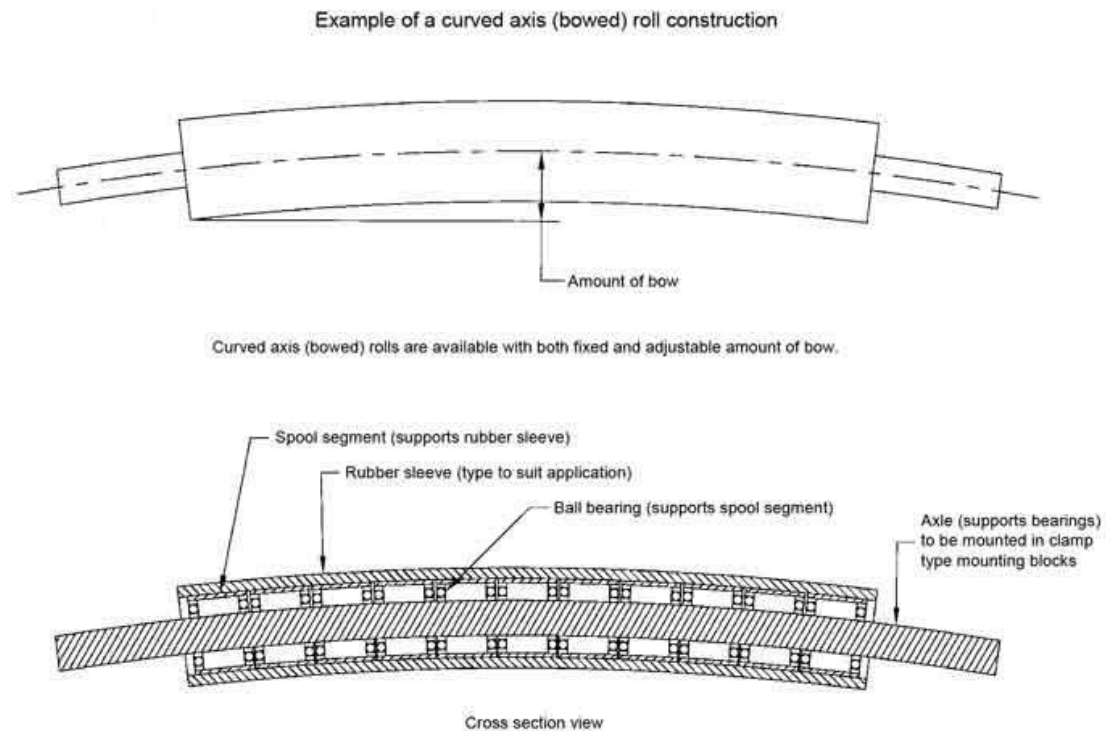 Example of a curved axis (bowed) roll construction
Amount of bow
Curved axis (bowed) rolls are available with both fixed and adjustable amount of bow.
Spool segment (supports rubber sleeve)
Rubber sleeve (type to suit application)
Ball bearing (supports spool segment)
Axle (supports bearings)
to be mounted in clamp
type mounting blocks
Cross section view